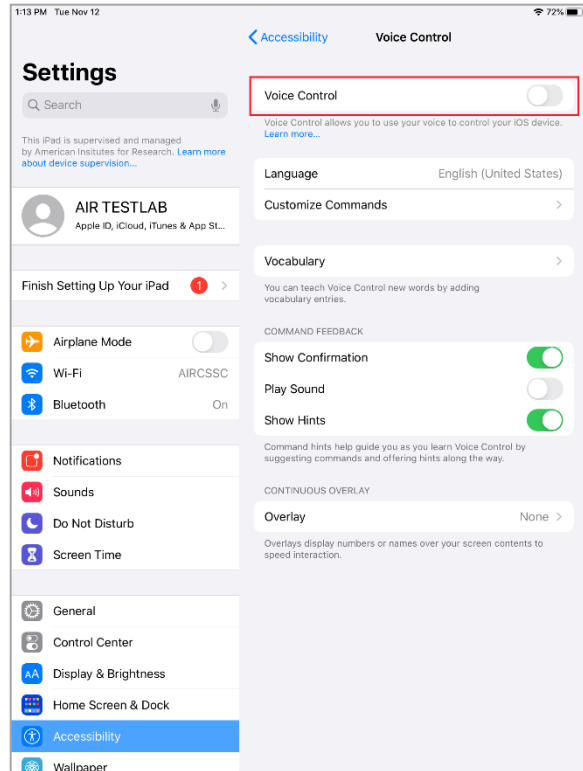 1:13 PM Tue Nov 12
72%
Accessibility
Voice Control
Settings
Search
This iPad is supervised and managed
by American Insitutes for Research. Learn more
about device supervision...
AIR TESTLAB
Apple ID, iCloud, iTunes & App St...
Finish Setting Up Your iPad 1
Airplane Mode
Wi-Fi AIRCSSC
Bluetooth On
Notifications
Sounds
Do Not Disturb
Screen Time
General
Control Center
AA Display & Brightness
Home Screen & Dock
Accessibility
Wallpaper
Voice Control
Voice Control allows you to use your voice to control your iOS device.
Learn more...
Language English (United States)
Customize Commands
Vocabulary
You can teach Voice Control new words by adding
vocabulary entries.
COMMAND FEEDBACK
Show Confirmation
Play Sound
Show Hints
Command hints help guide you as you learn Voice Control by
suggesting commands and offering hints along the way.
CONTINUOUS OVERLAY
Overlay None
Overlays display numbers or names over your screen contents to
speed interaction.